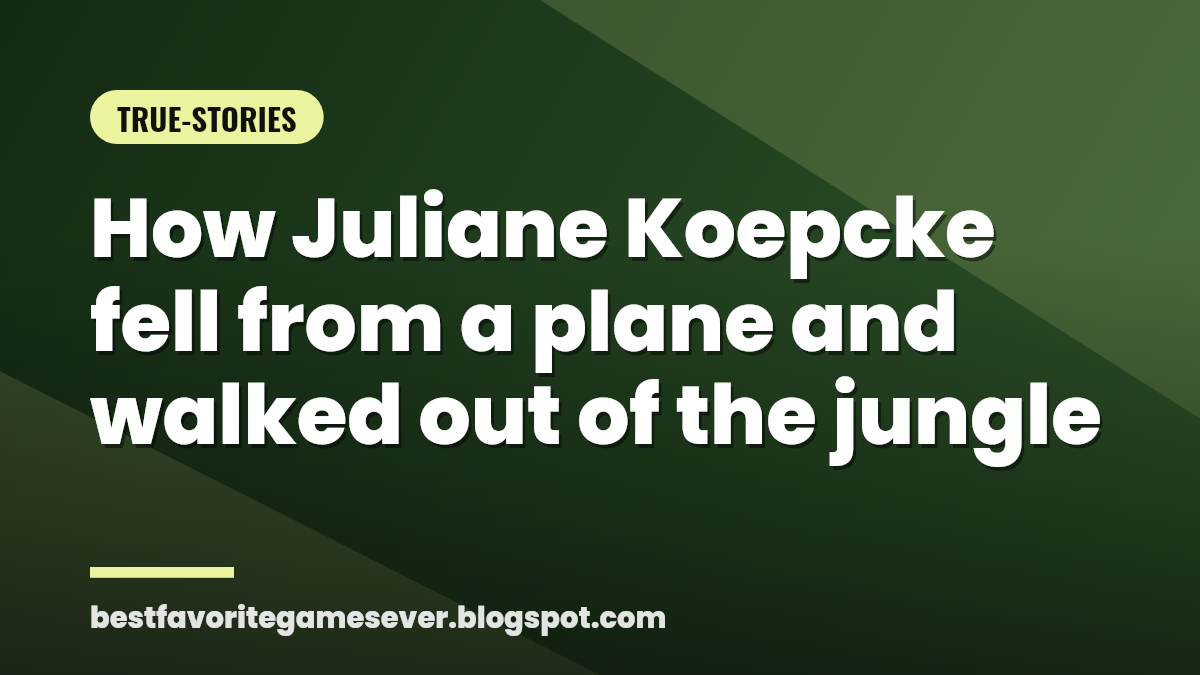 TRUE-STORIES
How Juliane Koepcke
fell from a plane and
walked out of the jungle
bestfavoritegamesever.blogspot.com